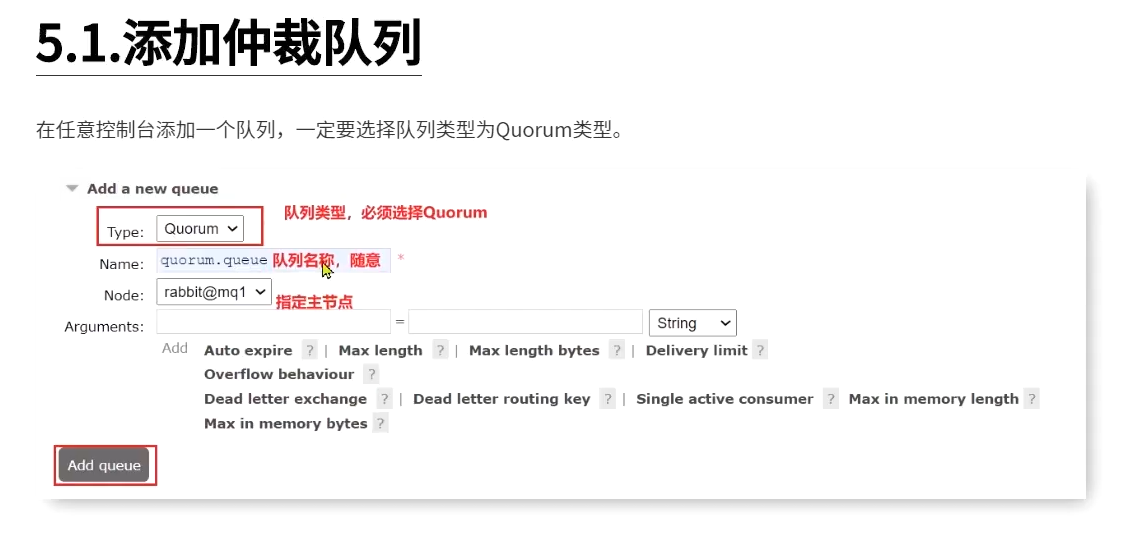 5.1.添加仲裁队列
在任意控制台添加一个队列，一定要选择队列类型为Quorum类型。
Add a new queue
Type: Quorum 队列类型，必须选择Quorum
Name: quorum.queue 队列名称，随意 *
Node: rabbit@mq1 指定主节点
Arguments: = String
Add Auto expire ? | Max length ? | Max length bytes ? | Delivery limit ?
Overflow behaviour ?
Dead letter exchange ? | Dead letter routing key ? | Single active consumer ? Max in memory length ?
Max in memory bytes ?
Add queue